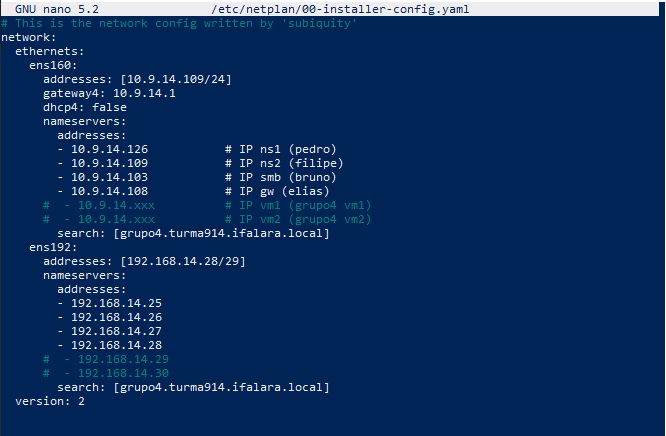 GNU nano 5.2 /etc/netplan/00-installer-config.yaml
# This is the network config written by 'subiquity'
network:
  ethernets:
    ens160:
      addresses: [10.9.14.109/24]
      gateway4: 10.9.14.1
      dhcp4: false
      nameservers:
        addresses:
        - 10.9.14.126           # IP ns1 (pedro)
        - 10.9.14.109           # IP ns2 (filipe)
        - 10.9.14.103           # IP smb (bruno)
        - 10.9.14.108           # IP gw (elias)
      #  - 10.9.14.xxx          # IP vm1 (grupo4 vm1)
      #  - 10.9.14.xxx          # IP vm2 (grupo4 vm2)
        search: [grupo4.turma914.ifalara.local]
    ens192:
      addresses: [192.168.14.28/29]
      nameservers:
        addresses:
        - 192.168.14.25
        - 192.168.14.26
        - 192.168.14.27
        - 192.168.14.28
      #  - 192.168.14.29
      #  - 192.168.14.30
        search: [grupo4.turma914.ifalara.local]
  version: 2